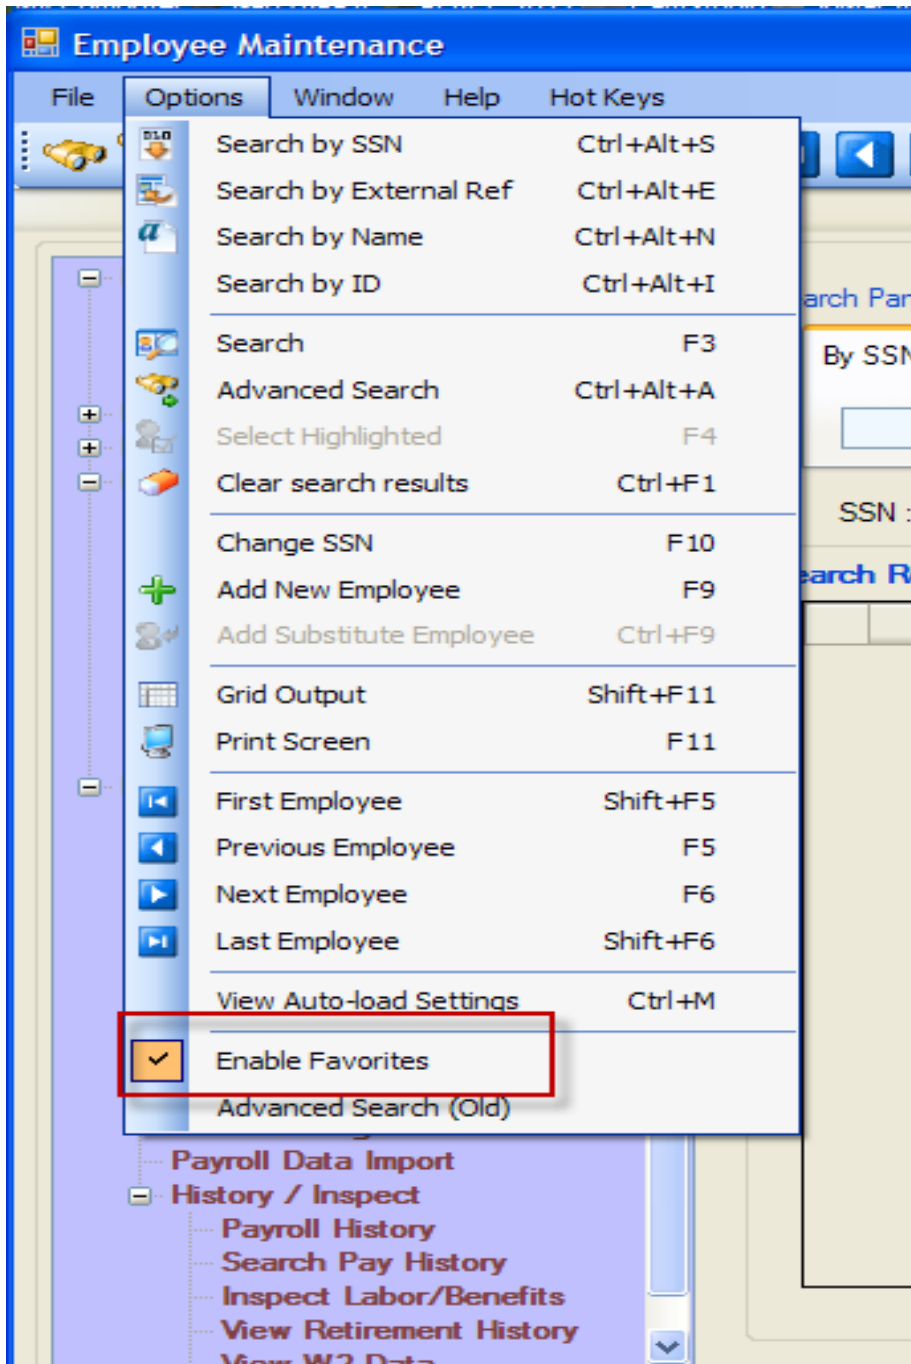 Employee Maintenance
File Options Window Help Hot Keys
Search by SSN Ctrl+Alt+S
Search by External Ref Ctrl+Alt+E
Search by Name Ctrl+Alt+N
Search by ID Ctrl+Alt+I
Search F3
By SSN
Advanced Search Ctrl+Alt+A
Select Highlighted F4
Clear search results Ctrl+F1
SSN :
Change SSN F10
Add New Employee F9
Add Substitute Employee Ctrl+F9
Grid Output Shift+F11
Print Screen F11
First Employee Shift+F5
Previous Employee F5
Next Employee F6
Last Employee Shift+F6
View Auto-load Settings Ctrl+M
Enable Favorites
Advanced Search (Old)
Payroll Data Import
History / Inspect
Payroll History
Search Pay History
Inspect Labor/Benefits
View Retirement History
View W2 Data